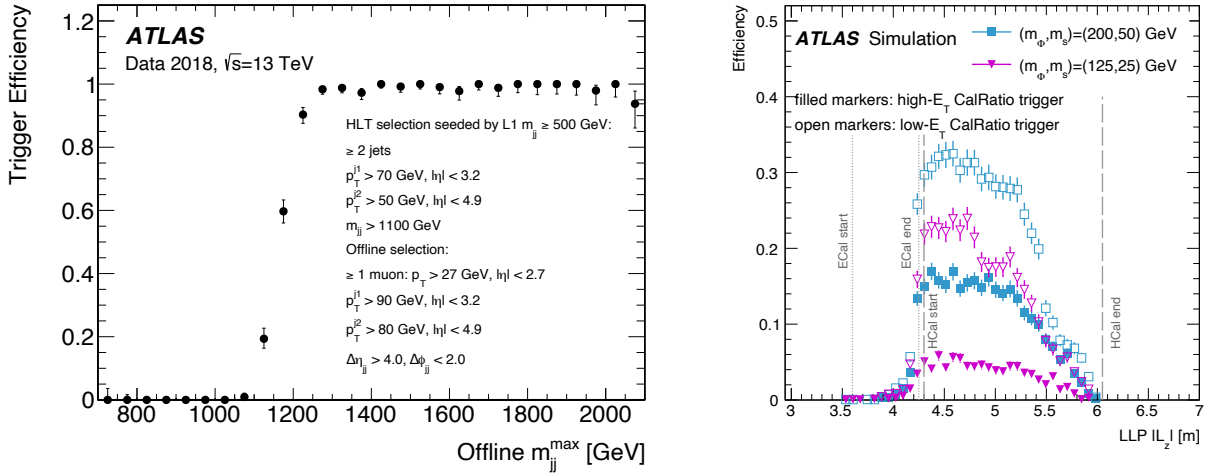 ATLAS
Data 2018, √s=13 TeV
HLT selection seeded by L1 m_jj ≥ 500 GeV:
≥ 2 jets
p_T^j1 > 70 GeV, |η| < 3.2
p_T^j2 > 50 GeV, |η| < 4.9
m_jj > 1100 GeV
Offline selection:
≥ 1 muon: p_T > 27 GeV, |η| < 2.7
p_T^j1 > 90 GeV, |η| < 3.2
p_T^j2 > 80 GeV, |η| < 4.9
Δη_jj > 4.0, Δφ_jj < 2.0
Trigger Efficiency
0
0.2
0.4
0.6
0.8
1
1.2
800 1000 1200 1400 1600 1800 2000
Offline m_jj^max [GeV]
ATLAS Simulation
(m_Φ,m_s)=(200,50) GeV
(m_Φ,m_s)=(125,25) GeV
filled markers: high-E_T CalRatio trigger
open markers: low-E_T CalRatio trigger
ECal start
ECal end
HCal start
HCal end
Efficiency
0
0.1
0.2
0.3
0.4
0.5
3 3.5 4 4.5 5 5.5 6 6.5 7
LLP |L_z| [m]